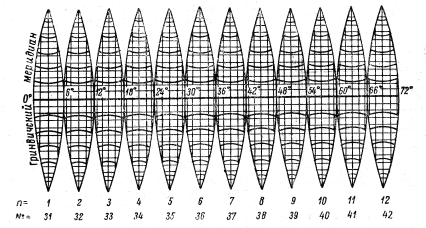 гринвичский меридиан
0° 6° 12° 18° 24° 30° 36° 42° 48° 54° 60° 66° 72°
n= 1 2 3 4 5 6 7 8 9 10 11 12
№= 31 32 33 34 35 36 37 38 39 40 41 42